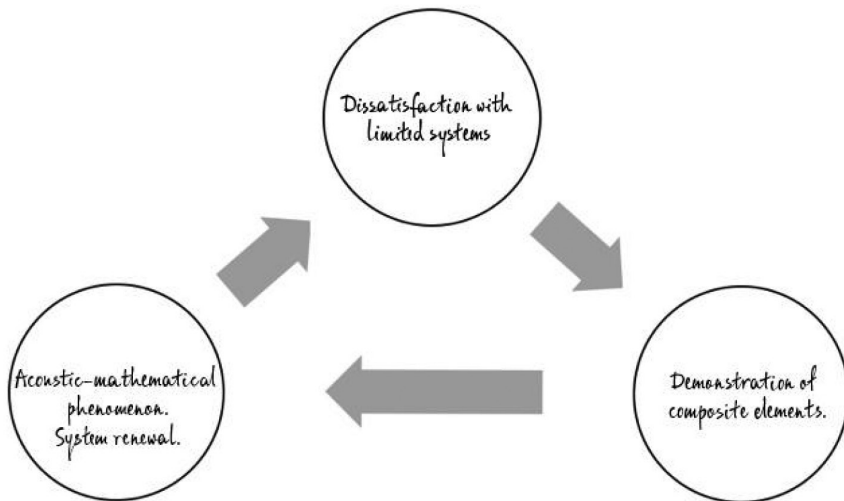 Dissatisfaction with
limited systems
Demonstration of
composite elements.
Acoustic-mathematical
phenomenon.
System renewal.